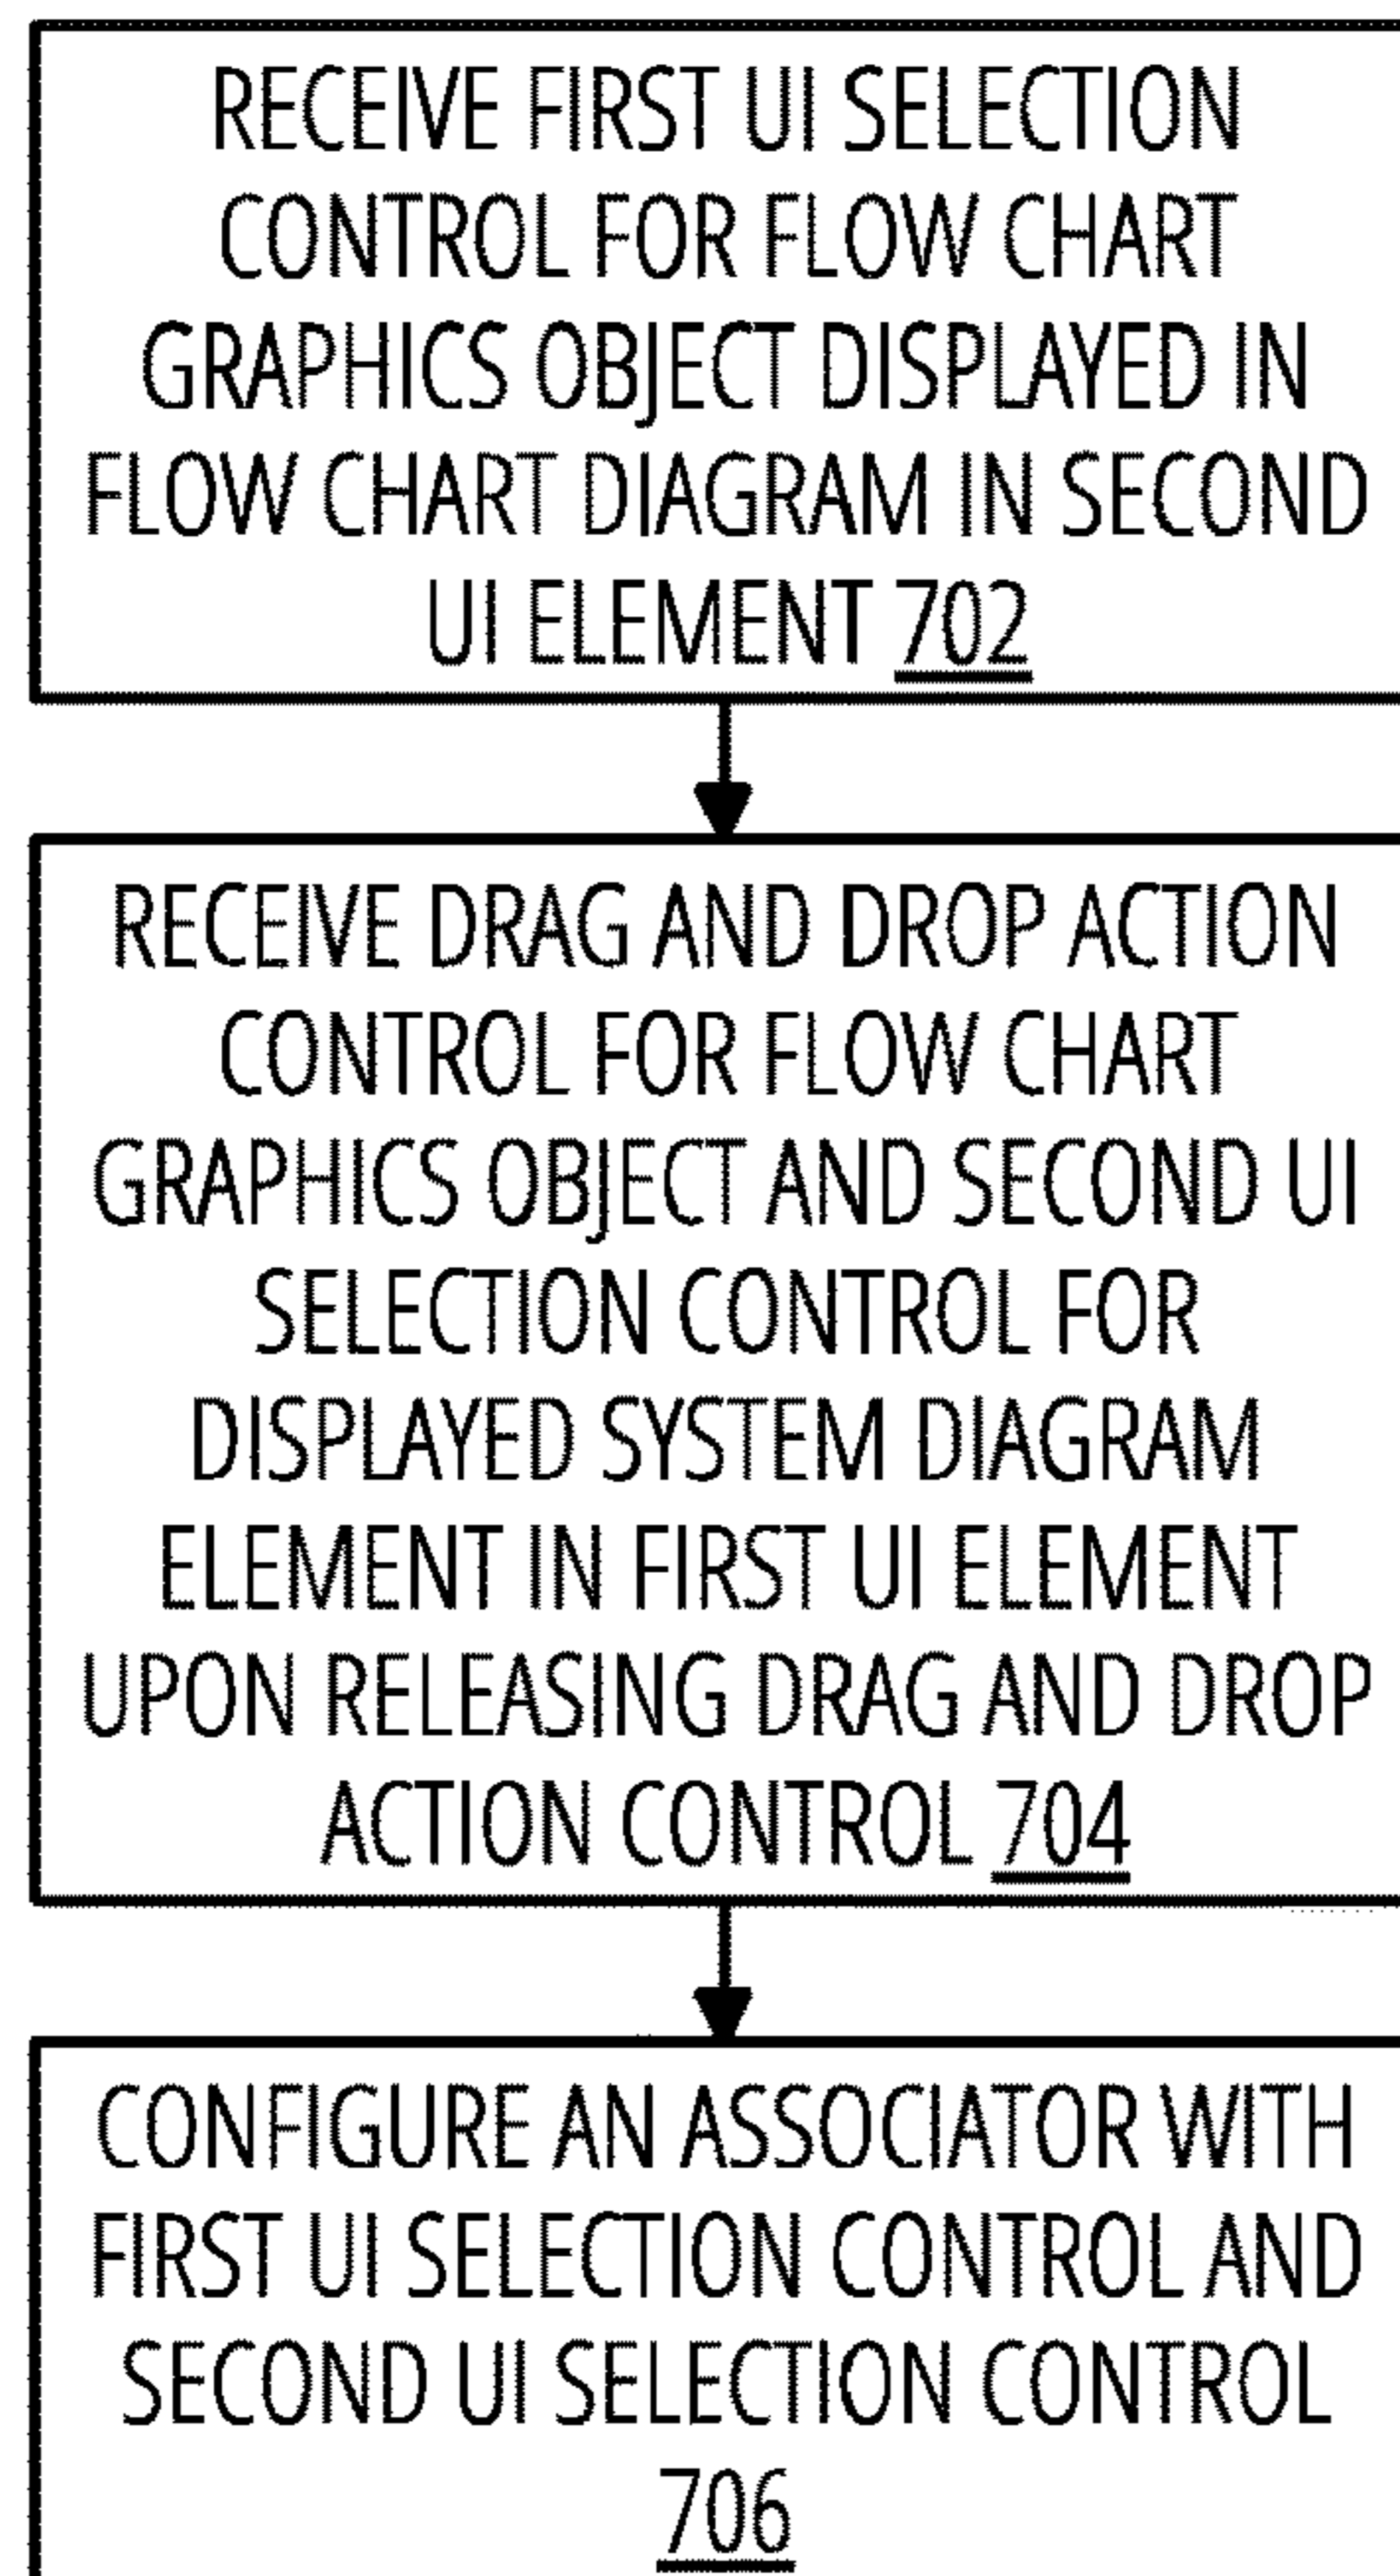 RECEIVE FIRST UI SELECTION
CONTROL FOR FLOW CHART
GRAPHICS OBJECT DISPLAYED IN
FLOW CHART DIAGRAM IN SECOND
UI ELEMENT 702
RECEIVE DRAG AND DROP ACTION
CONTROL FOR FLOW CHART
GRAPHICS OBJECT AND SECOND UI
SELECTION CONTROL FOR
DISPLAYED SYSTEM DIAGRAM
ELEMENT IN FIRST UI ELEMENT
UPON RELEASING DRAG AND DROP
ACTION CONTROL 704
CONFIGURE AN ASSOCIATOR WITH
FIRST UI SELECTION CONTROL AND
SECOND UI SELECTION CONTROL
706